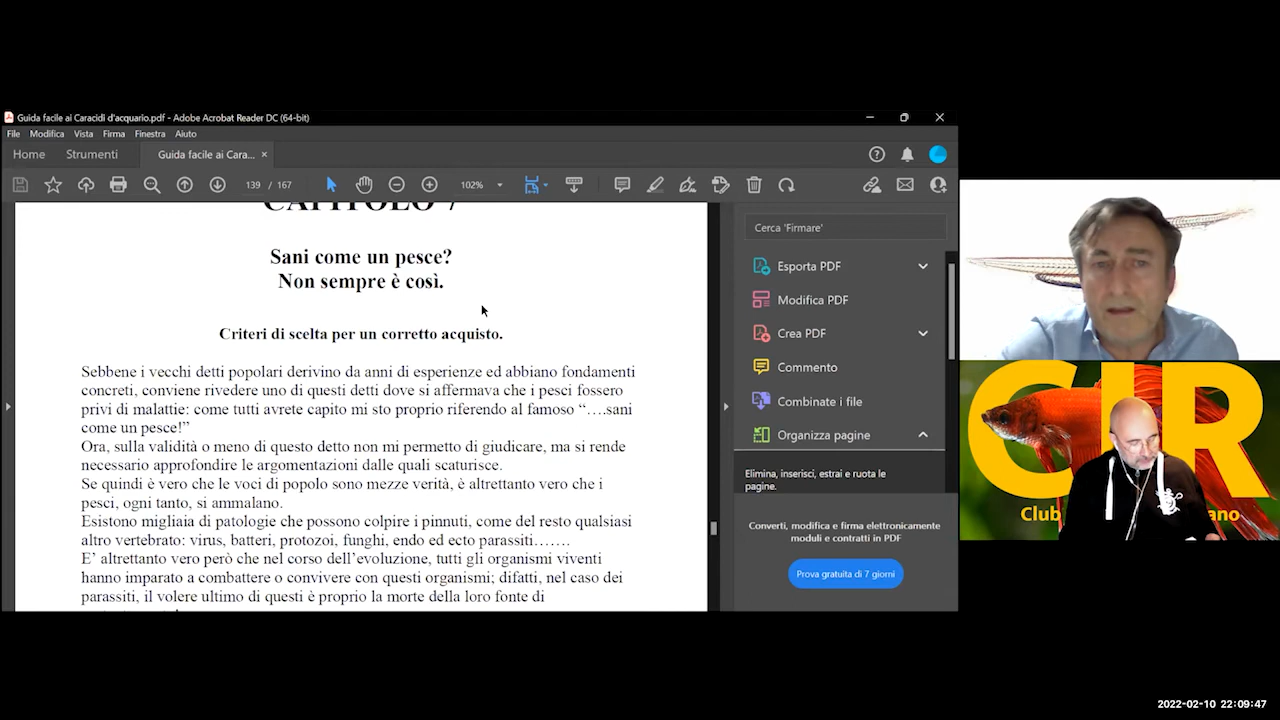 Guida facile ai Caracidi d'acquario.pdf - Adobe Acrobat Reader DC (64-bit)
File Modifica Vista Firma Finestra Aiuto
Home Strumenti Guida facile ai Cara... ×
139 / 167 102%
CAPITOLO 7
Sani come un pesce?
Non sempre è così.
Criteri di scelta per un corretto acquisto.
Sebbene i vecchi detti popolari derivino da anni di esperienze ed abbiano fondamenti
concreti, conviene rivedere uno di questi detti dove si affermava che i pesci fossero
privi di malattie: come tutti avrete capito mi sto proprio riferendo al famoso “….sani
come un pesce!”
Ora, sulla validità o meno di questo detto non mi permetto di giudicare, ma si rende
necessario approfondire le argomentazioni dalle quali scaturisce.
Se quindi è vero che le voci di popolo sono mezze verità, è altrettanto vero che i
pesci, ogni tanto, si ammalano.
Esistono migliaia di patologie che possono colpire i pinnuti, come del resto qualsiasi
altro vertebrato: virus, batteri, protozoi, funghi, endo ed ecto parassiti…….
E’ altrettanto vero però che nel corso dell’evoluzione, tutti gli organismi viventi
hanno imparato a combattere o convivere con questi organismi; difatti, nel caso dei
parassiti, il volere ultimo di questi è proprio la morte della loro fonte di
Cerca 'Firmare'
Esporta PDF
Modifica PDF
Crea PDF
Commento
Combinate i file
Organizza pagine
Elimina, inserisci, estrai e ruota le
pagine.
Converti, modifica e firma elettronicamente
moduli e contratti in PDF
Prova gratuita di 7 giorni
CIR
Club
2022-02-10 22:09:47